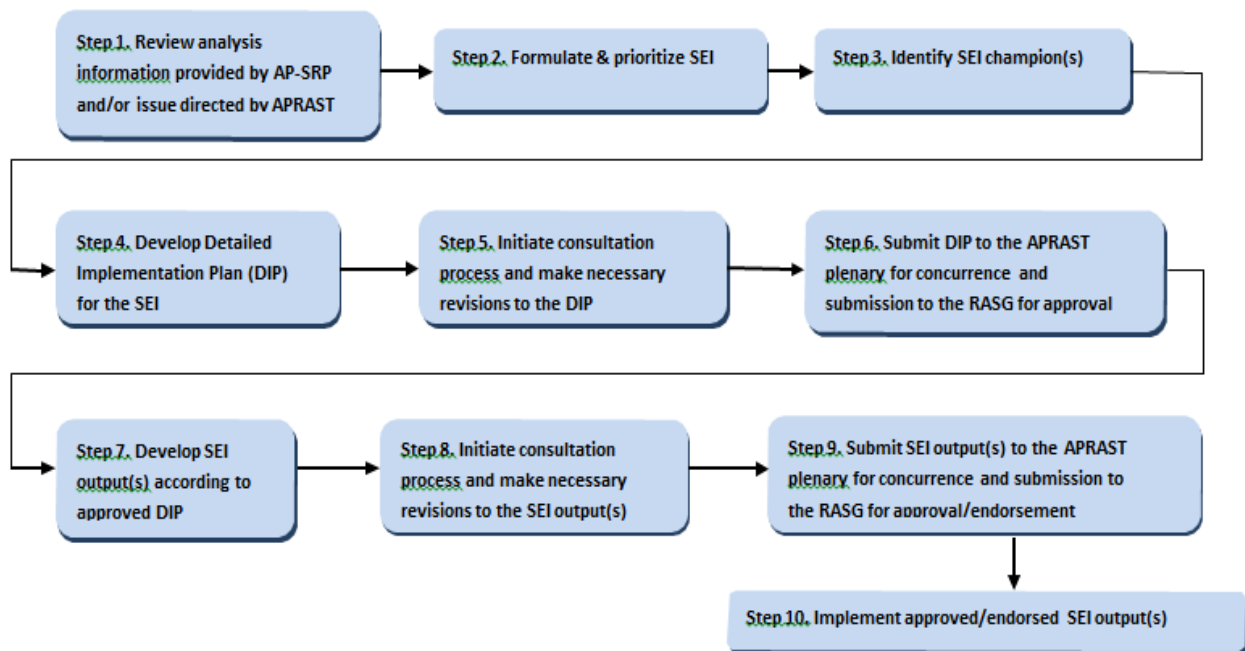 Step 1. Review analysis
information provided by AP-SRP
and/or issue directed by APRAST
Step 2. Formulate & prioritize SEI
Step 3. Identify SEI champion(s)
Step 4. Develop Detailed
Implementation Plan (DIP)
for the SEI
Step 5. Initiate consultation
process and make necessary
revisions to the DIP
Step 6. Submit DIP to the APRAST
plenary for concurrence and
submission to the RASG for approval
Step 7. Develop SEI
output(s) according to
approved DIP
Step 8. Initiate consultation
process and make necessary
revisions to the SEI output(s)
Step 9. Submit SEI output(s) to the APRAST
plenary for concurrence and submission to
the RASG for approval/endorsement
Step 10. Implement approved/endorsed SEI output(s)